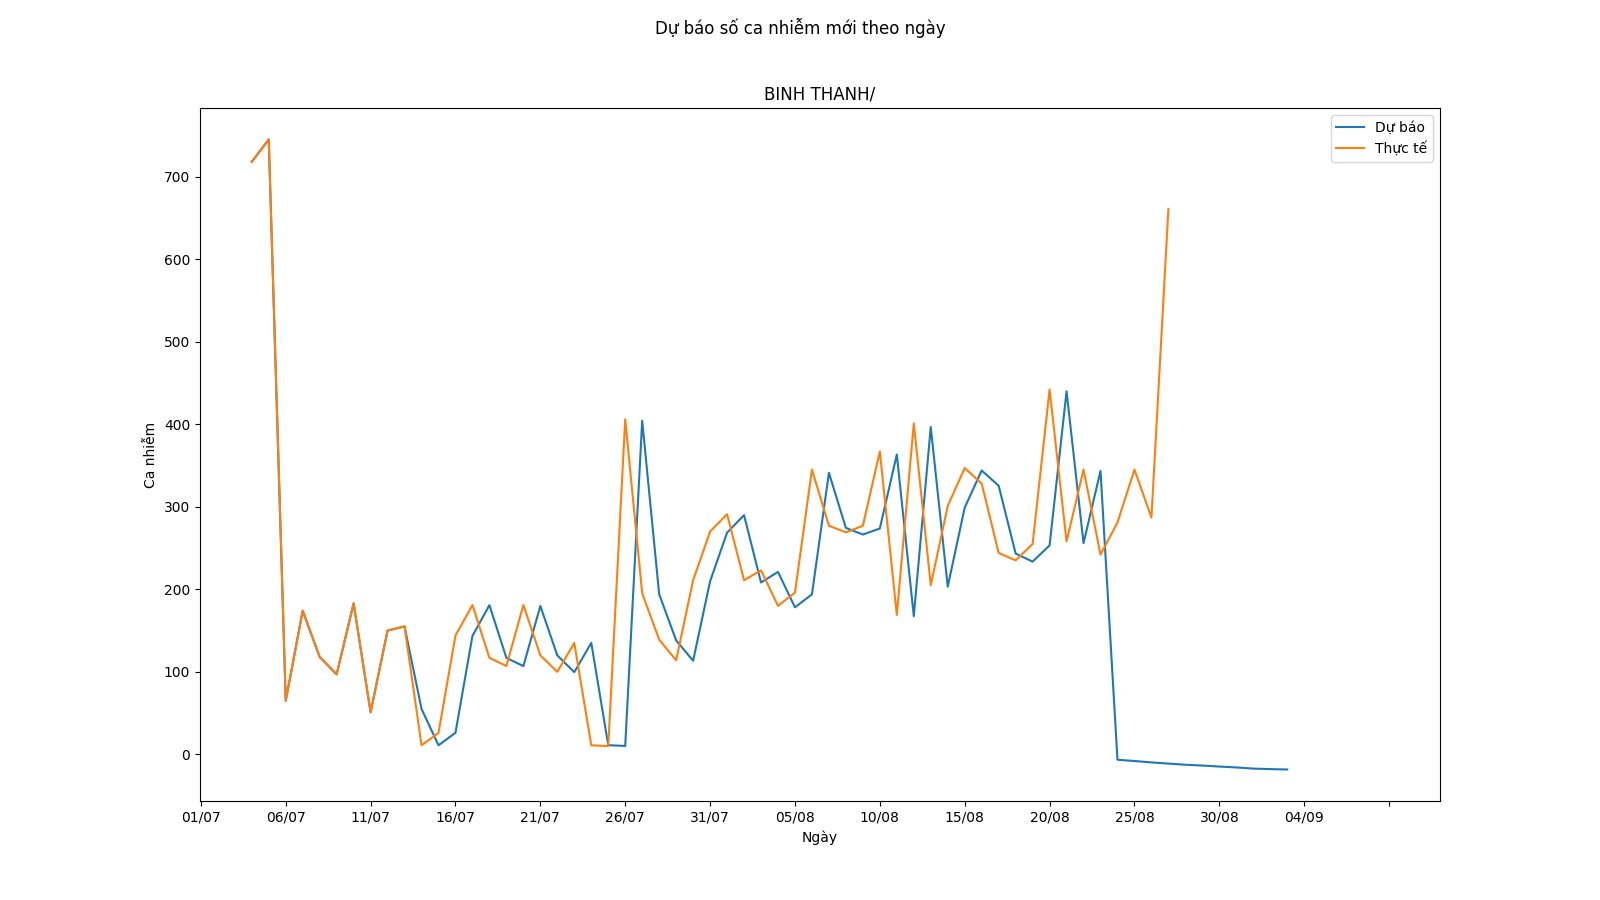 Dự báo số ca nhiễm mới theo ngày
BINH THANH/
Dự báo
Thực tế
700
600
500
400
300
200
100
0
Ca nhiễm
01/07 06/07 11/07 16/07 21/07 26/07 31/07 05/08 10/08 15/08 20/08 25/08 30/08 04/09
Ngày